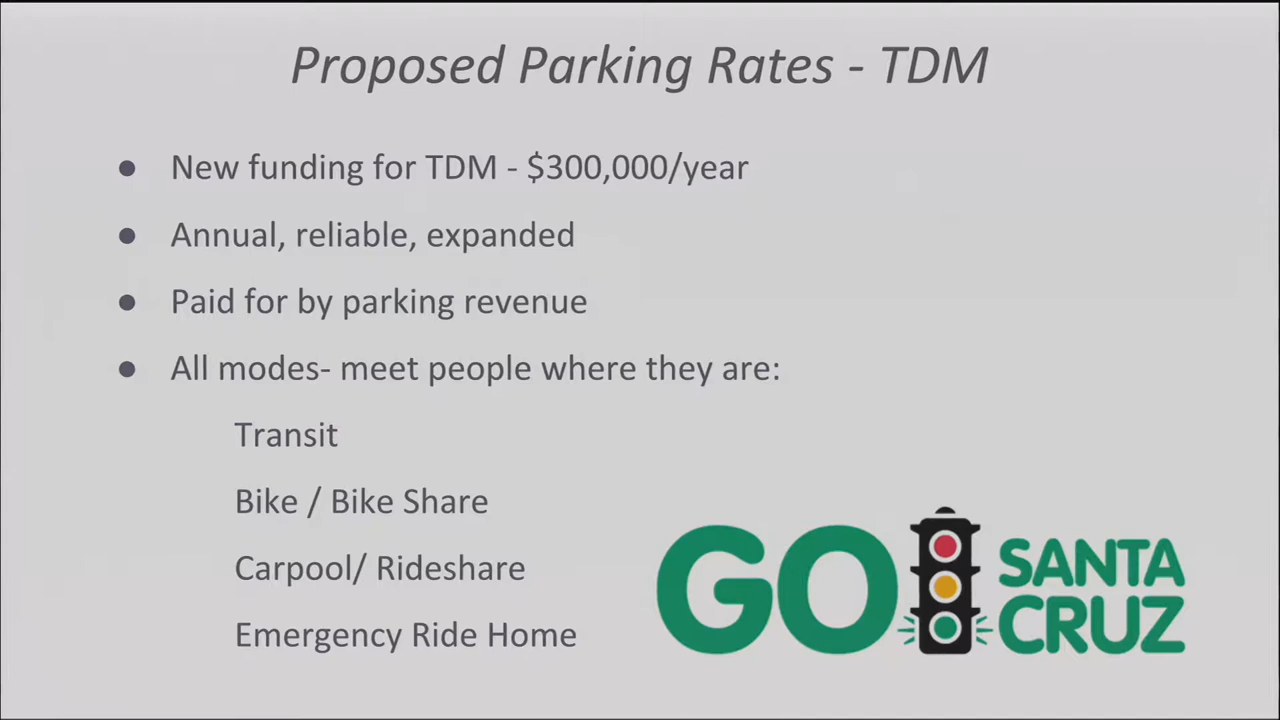 Proposed Parking Rates - TDM
● New funding for TDM - $300,000/year
● Annual, reliable, expanded
● Paid for by parking revenue
● All modes- meet people where they are:
Transit
Bike / Bike Share
Carpool/ Rideshare
Emergency Ride Home
GO SANTA
CRUZ